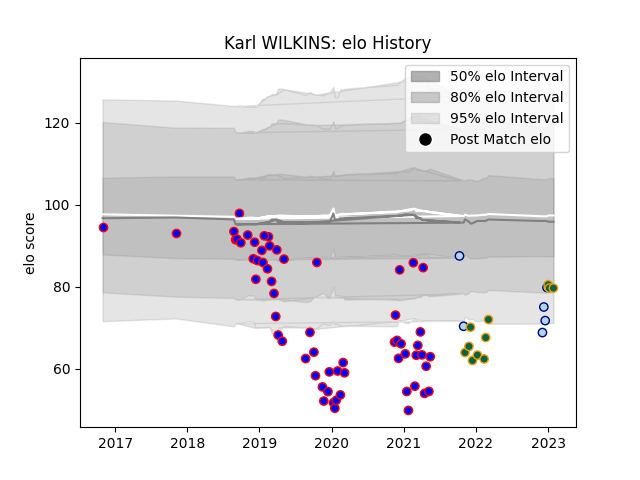 Karl WILKINS: elo History
50% elo Interval
80% elo Interval
95% elo Interval
Post Match elo
elo score
120
100
80
60
2017 2018 2019 2020 2021 2022 2023